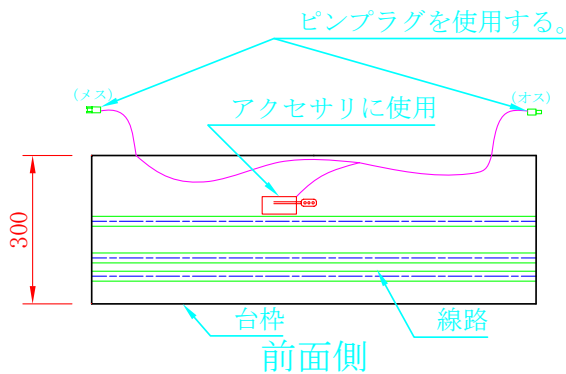 ピンプラグを使用する。
(メス)
(オス)
アクセサリに使用
300
台枠
線路
前面側